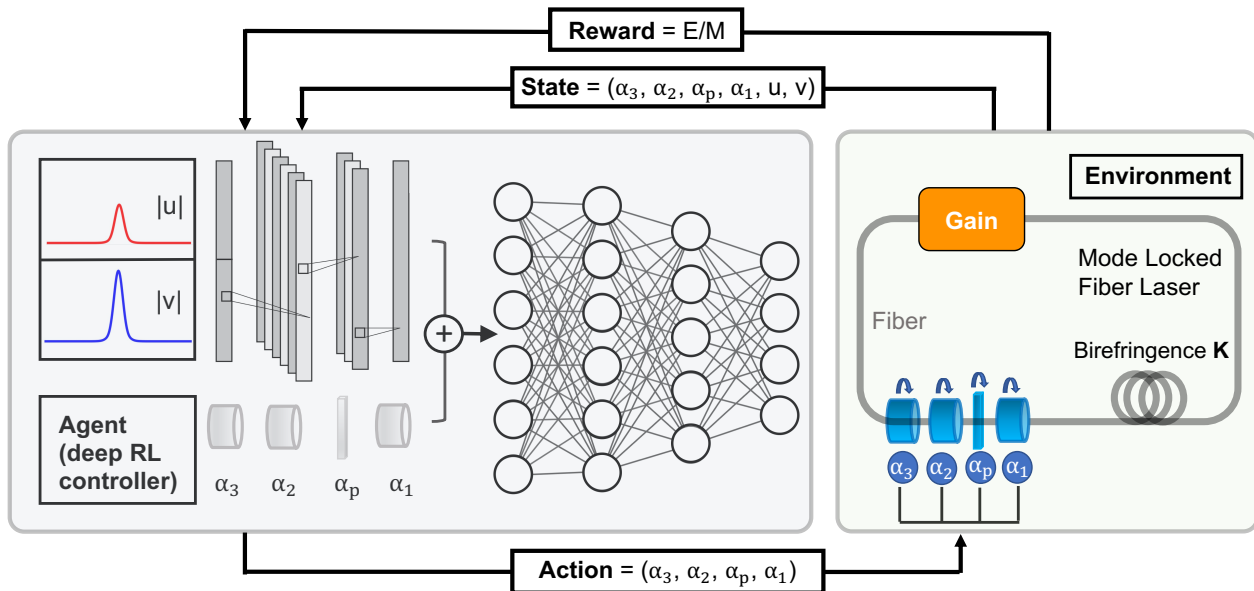 Reward = E/M
State = (α₃, α₂, αₚ, α₁, u, v)
|u|
|v|
Agent
(deep RL
controller)
α₃ α₂ αₚ α₁
+
Environment
Gain
Mode Locked
Fiber Laser
Fiber
Birefringence K
α₃ α₂ αₚ α₁
Action = (α₃, α₂, αₚ, α₁)